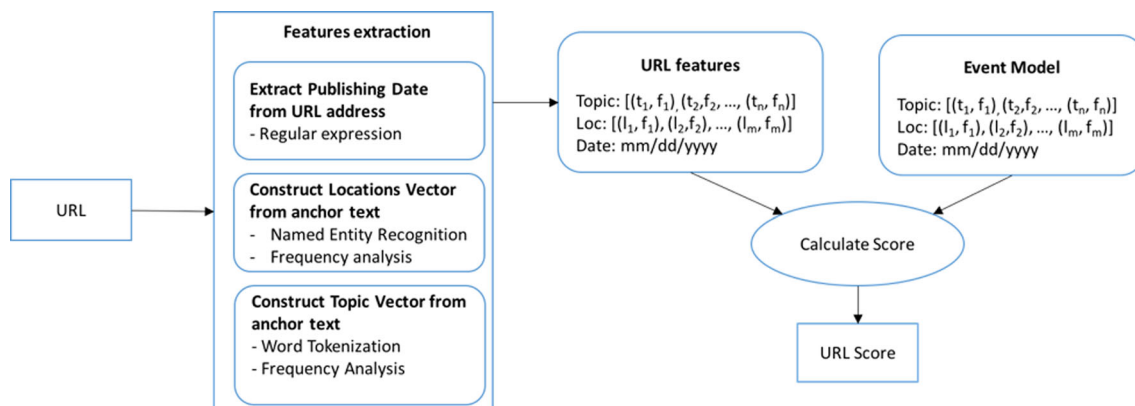 URL
Features extraction
Extract Publishing Date
from URL address
- Regular expression
Construct Locations Vector
from anchor text
- Named Entity Recognition
- Frequency analysis
Construct Topic Vector from
anchor text
- Word Tokenization
- Frequency Analysis
URL features
Topic: [(t₁, f₁), (t₂,f₂, ..., (tₙ, fₙ)]
Loc: [(l₁, f₁), (l₂,f₂), ..., (lₘ, fₘ)]
Date: mm/dd/yyyy
Event Model
Topic: [(t₁, f₁), (t₂,f₂, ..., (tₙ, fₙ)]
Loc: [(l₁, f₁), (l₂,f₂), ..., (lₘ, fₘ)]
Date: mm/dd/yyyy
Calculate Score
URL Score